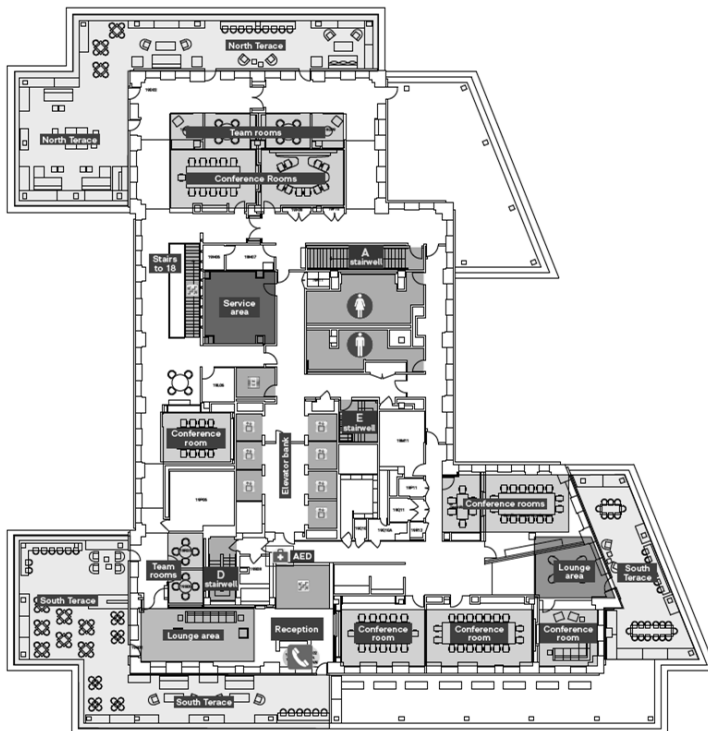 North Terace
North Terace
Team rooms
Conference Rooms
Stairs
to 18
A
stairwell
Service
area
E
stairwell
Conference
room
Elevator bank
Conference rooms
AED
Team
rooms
D
stairwell
Lounge
area
South
Terace
South Terace
Lounge area
Reception
Conference
room
Conference
room
Conference
room
South Terace